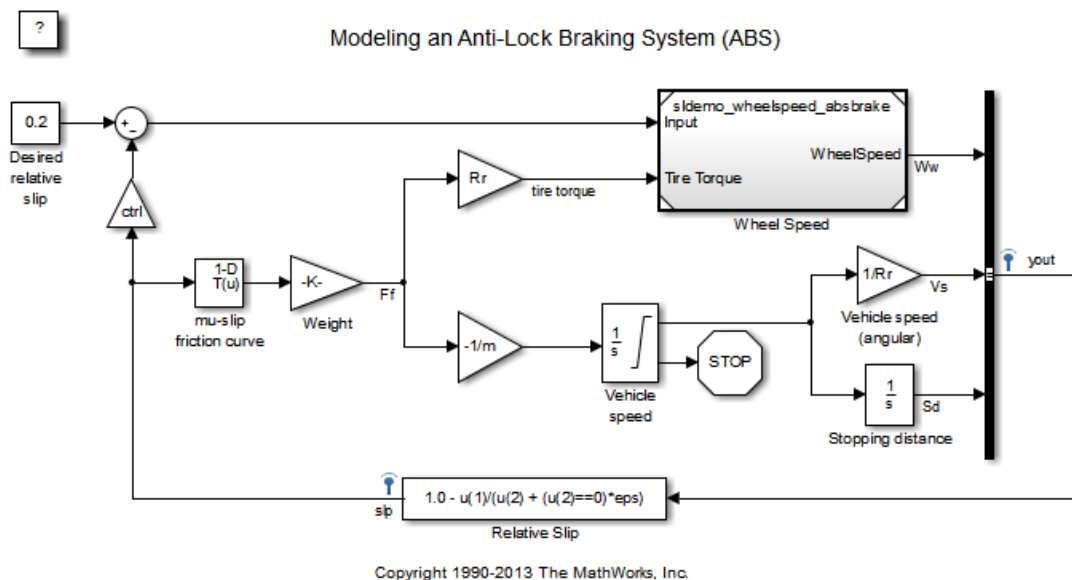 ?
Modeling an Anti-Lock Braking System (ABS)
0.2
Desired
relative
slip
+
-
ctrl
sldemo_wheelspeed_absbrake
Input
WheelSpeed
Tire Torque
Wheel Speed
Ww
Rr
tire torque
1-D
T(u)
mu-slip
friction curve
-K-
Weight
Ff
-1/m
1
s
Vehicle
speed
STOP
1/Rr
Vs
Vehicle speed
(angular)
1
s
Sd
Stopping distance
yout
slp
1.0 - u(1)/(u(2) + (u(2)==0)*eps)
Relative Slip
Copyright 1990-2013 The MathWorks, Inc.